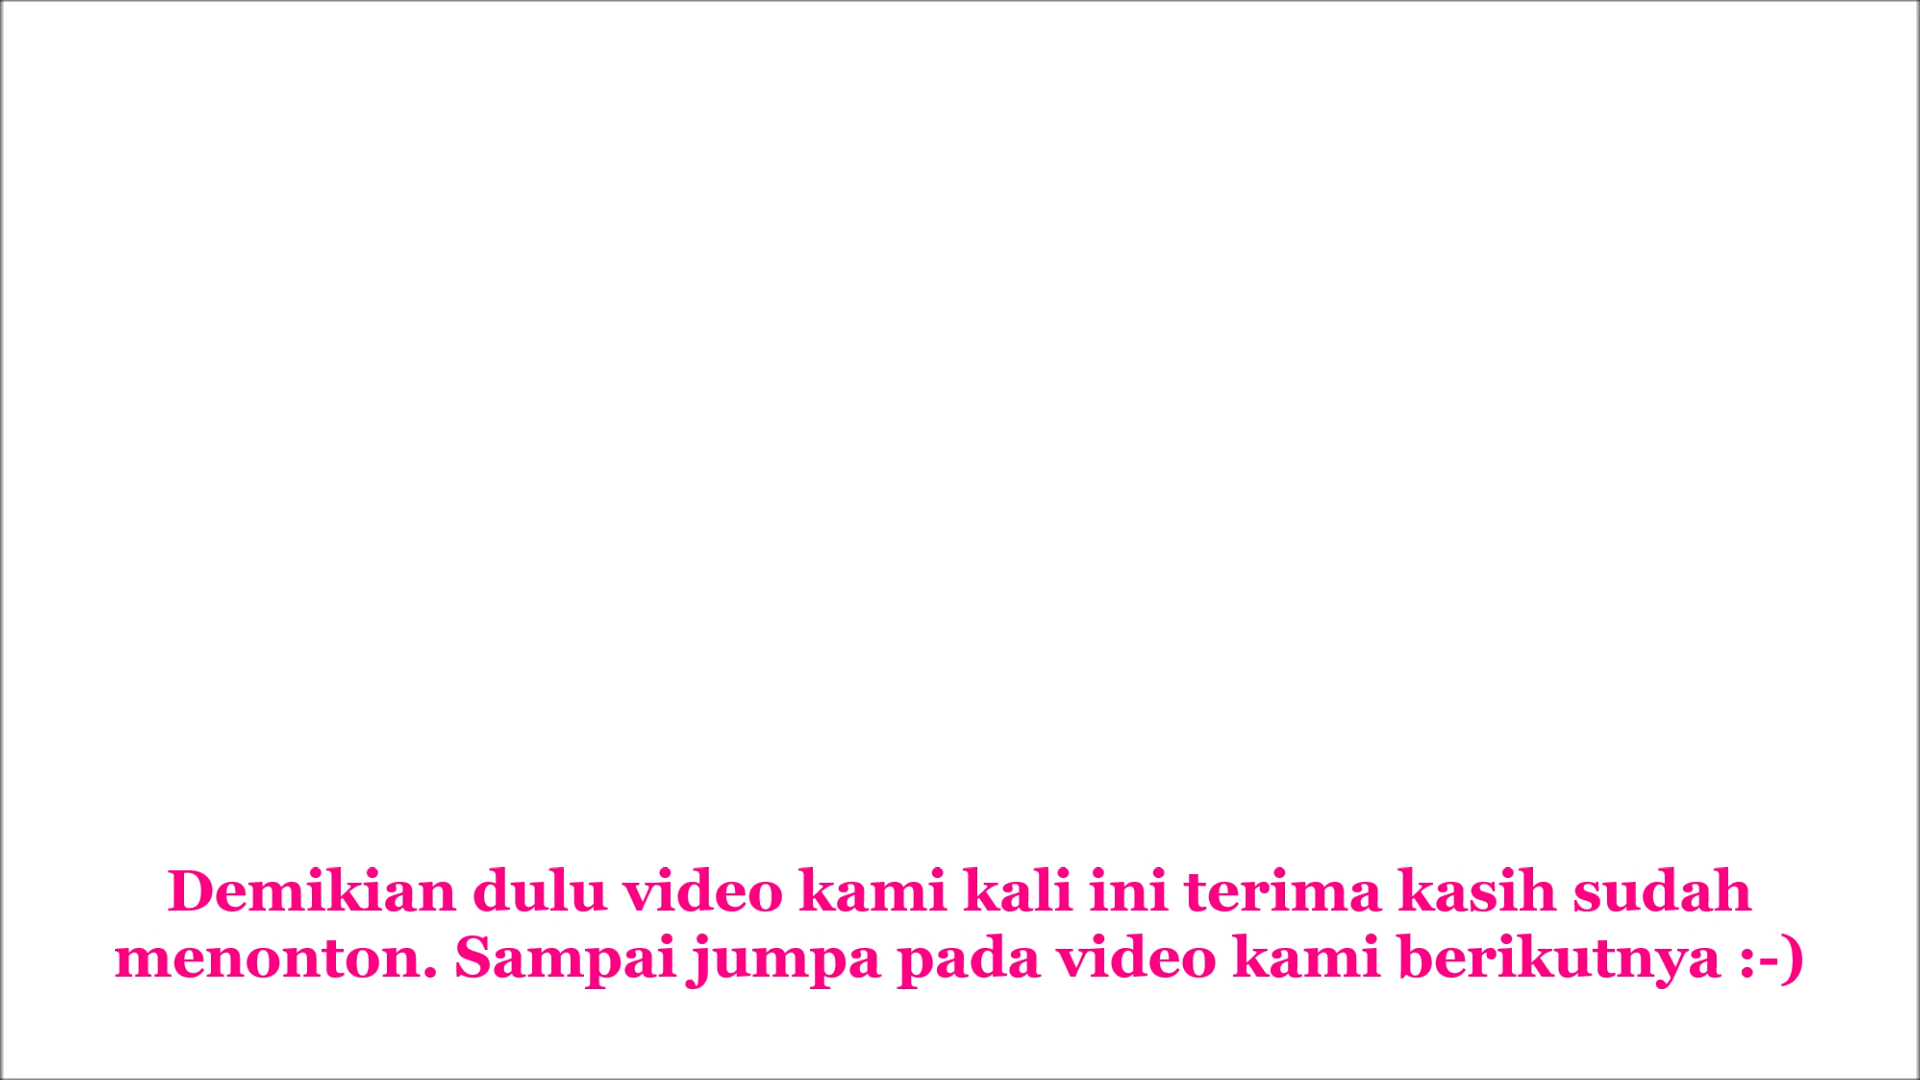 Demikian dulu video kami kali ini terima kasih sudah
menonton. Sampai jumpa pada video kami berikutnya :-)